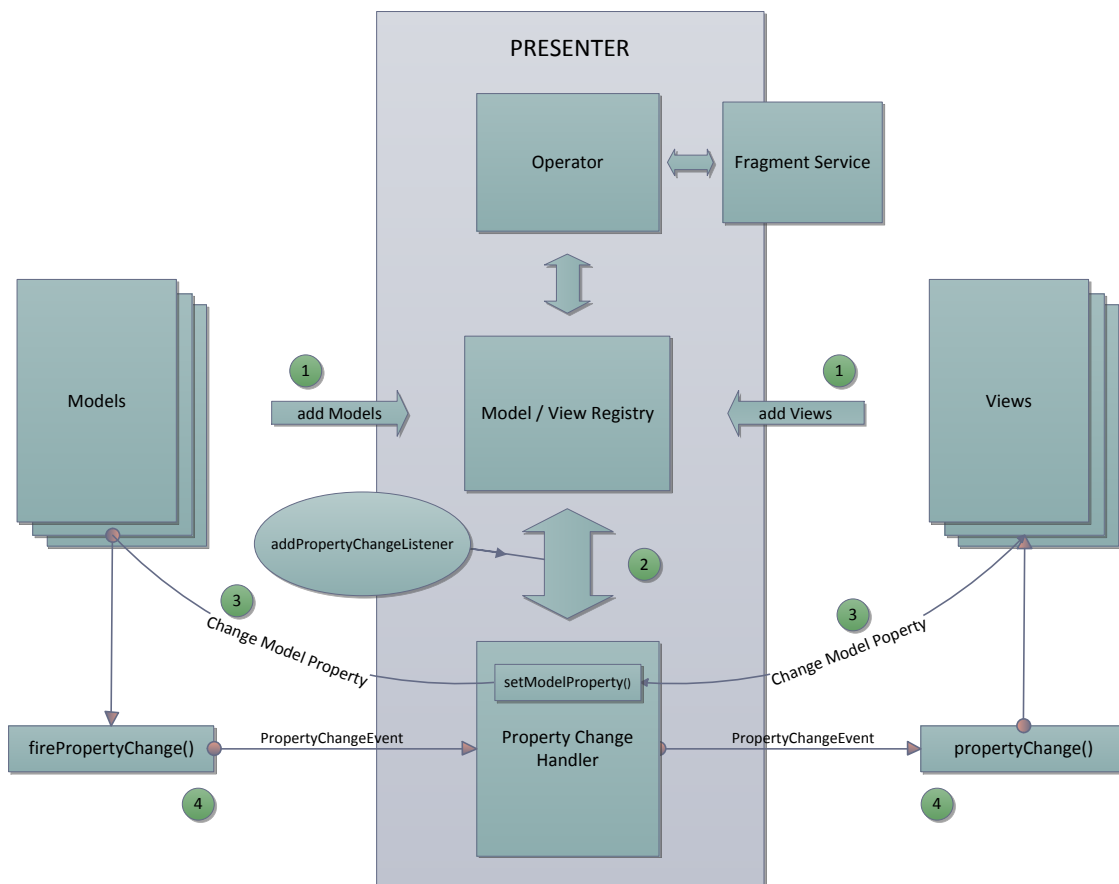 PRESENTER
Operator
Fragment Service
Models
1
add Models
Model / View Registry
1
add Views
Views
addPropertyChangeListener
2
3
Change Model Property
3
Change Model Poperty
setModelProperty()
firePropertyChange()
PropertyChangeEvent
Property Change
Handler
PropertyChangeEvent
propertyChange()
4
4